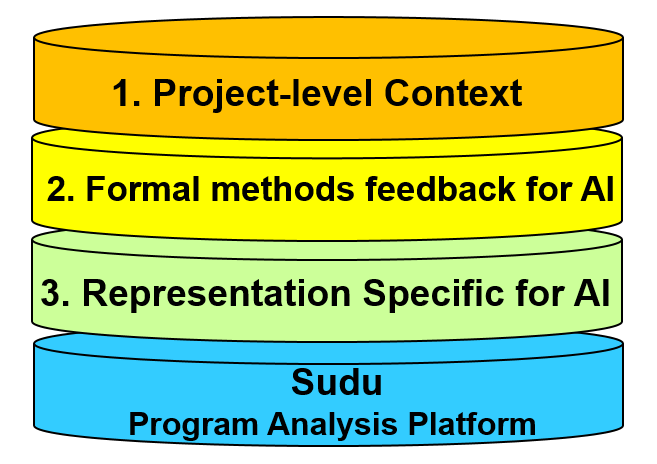 1. Project-level Context
2. Formal methods feedback for AI
3. Representation Specific for AI
Sudu
Program Analysis Platform